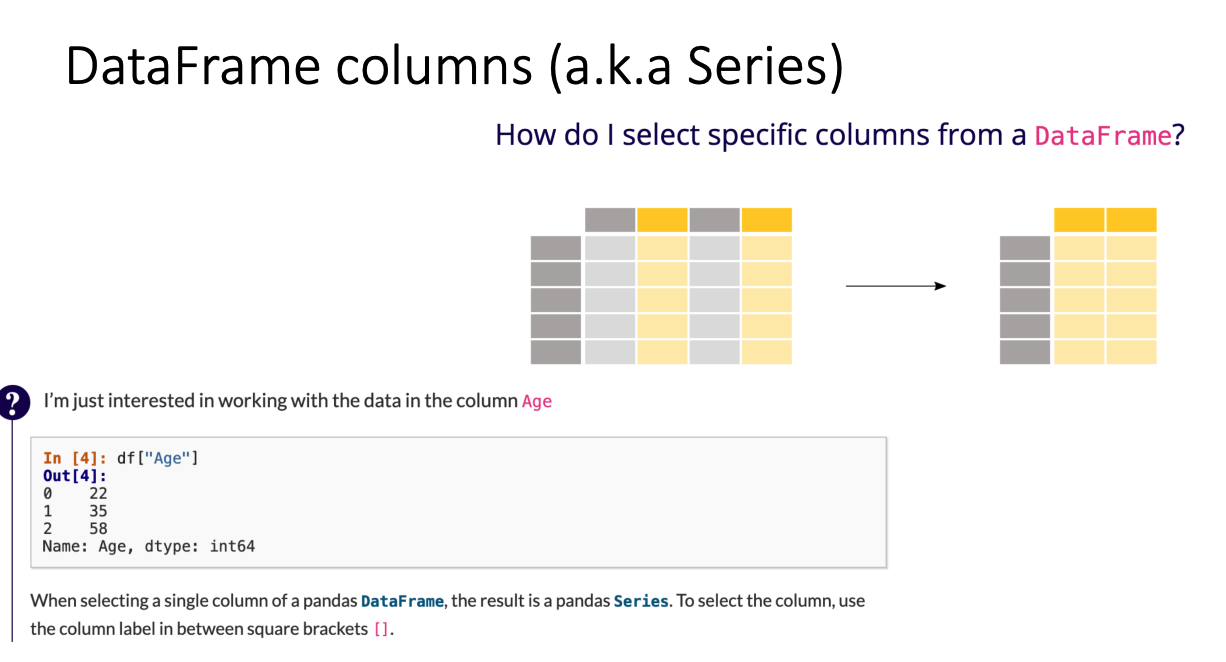 DataFrame columns (a.k.a Series)
How do I select specific columns from a DataFrame?
?
I'm just interested in working with the data in the column Age
In [4]: df["Age"]
Out[4]:
0    22
1    35
2    58
Name: Age, dtype: int64
When selecting a single column of a pandas DataFrame, the result is a pandas Series. To select the column, use
the column label in between square brackets [].